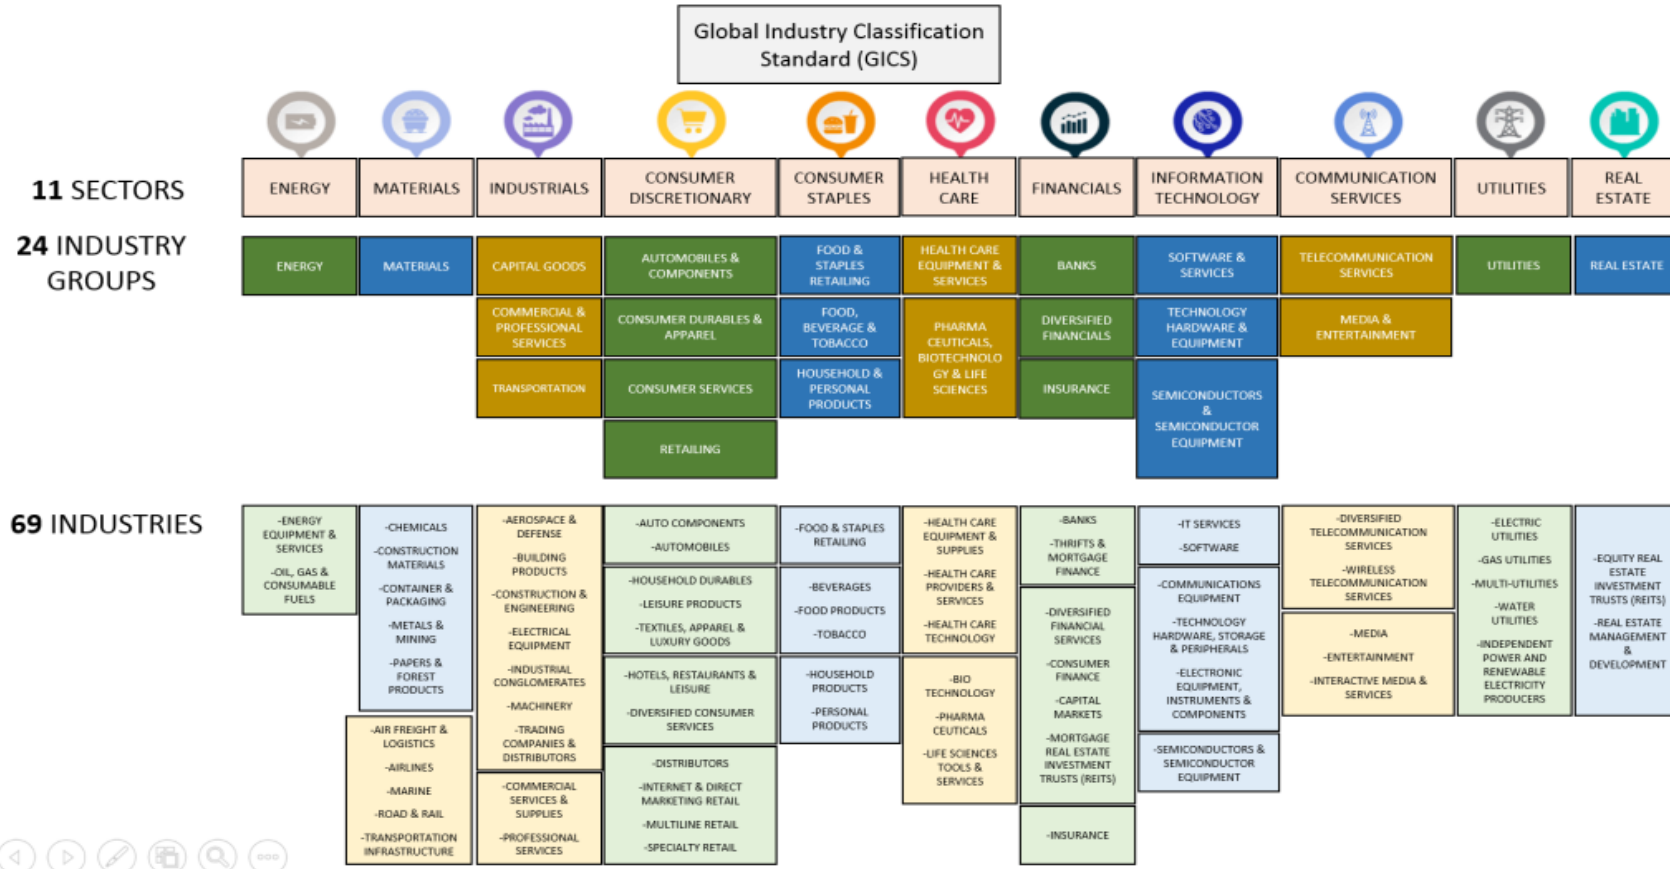 Global Industry Classification
Standard (GICS)
11 SECTORS
ENERGY
MATERIALS
INDUSTRIALS
CONSUMER
DISCRETIONARY
CONSUMER
STAPLES
HEALTH
CARE
FINANCIALS
INFORMATION
TECHNOLOGY
COMMUNICATION
SERVICES
UTILITIES
REAL
ESTATE
24 INDUSTRY
GROUPS
ENERGY
MATERIALS
CAPITAL GOODS
COMMERCIAL &
PROFESSIONAL
SERVICES
TRANSPORTATION
AUTOMOBILES &
COMPONENTS
CONSUMER DURABLES &
APPAREL
CONSUMER SERVICES
RETAILING
FOOD &
STAPLES
RETAILING
FOOD,
BEVERAGE &
TOBACCO
HOUSEHOLD &
PERSONAL
PRODUCTS
HEALTH CARE
EQUIPMENT &
SERVICES
PHARMA
CEUTICALS,
BIOTECHNOLO
GY & LIFE
SCIENCES
BANKS
DIVERSIFIED
FINANCIALS
INSURANCE
SOFTWARE &
SERVICES
TECHNOLOGY
HARDWARE &
EQUIPMENT
SEMICONDUCTORS
&
SEMICONDUCTOR
EQUIPMENT
TELECOMMUNICATION
SERVICES
MEDIA &
ENTERTAINMENT
UTILITIES
REAL ESTATE
69 INDUSTRIES
-ENERGY
EQUIPMENT &
SERVICES
-OIL, GAS &
CONSUMABLE
FUELS
-CHEMICALS
-CONSTRUCTION
MATERIALS
-CONTAINER &
PACKAGING
-METALS &
MINING
-PAPERS &
FOREST
PRODUCTS
-AIR FREIGHT &
LOGISTICS
-AIRLINES
-MARINE
-ROAD & RAIL
-TRANSPORTATION
INFRASTRUCTURE
-AEROSPACE &
DEFENSE
-BUILDING
PRODUCTS
-CONSTRUCTION &
ENGINEERING
-ELECTRICAL
EQUIPMENT
-INDUSTRIAL
CONGLOMERATES
-MACHINERY
-TRADING
COMPANIES &
DISTRIBUTORS
-COMMERCIAL
SERVICES &
SUPPLIES
-PROFESSIONAL
SERVICES
-AUTO COMPONENTS
-AUTOMOBILES
-HOUSEHOLD DURABLES
-LEISURE PRODUCTS
-TEXTILES, APPAREL &
LUXURY GOODS
-HOTELS, RESTAURANTS &
LEISURE
-DIVERSIFIED CONSUMER
SERVICES
-DISTRIBUTORS
-INTERNET & DIRECT
MARKETING RETAIL
-MULTILINE RETAIL
-SPECIALTY RETAIL
-FOOD & STAPLES
RETAILING
-BEVERAGES
-FOOD PRODUCTS
-TOBACCO
-HOUSEHOLD
PRODUCTS
-PERSONAL
PRODUCTS
-HEALTH CARE
EQUIPMENT &
SUPPLIES
-HEALTH CARE
PROVIDERS &
SERVICES
-HEALTH CARE
TECHNOLOGY
-BIO
TECHNOLOGY
-PHARMA
CEUTICALS
-LIFE SCIENCES
TOOLS &
SERVICES
-BANKS
-THRIFTS &
MORTGAGE
FINANCE
-DIVERSIFIED
FINANCIAL
SERVICES
-CONSUMER
FINANCE
-CAPITAL
MARKETS
-MORTGAGE
REAL ESTATE
INVESTMENT
TRUSTS (REITS)
-INSURANCE
-IT SERVICES
-SOFTWARE
-COMMUNICATIONS
EQUIPMENT
-TECHNOLOGY
HARDWARE, STORAGE
& PERIPHERALS
-ELECTRONIC
EQUIPMENT,
INSTRUMENTS &
COMPONENTS
-SEMICONDUCTORS &
SEMICONDUCTOR
EQUIPMENT
-DIVERSIFIED
TELECOMMUNICATION
SERVICES
-WIRELESS
TELECOMMUNICATION
SERVICES
-MEDIA
-ENTERTAINMENT
-INTERACTIVE MEDIA &
SERVICES
-ELECTRIC
UTILITIES
-GAS UTILITIES
-MULTI-UTILITIES
-WATER
UTILITIES
-INDEPENDENT
POWER AND
RENEWABLE
ELECTRICITY
PRODUCERS
-EQUITY REAL
ESTATE
INVESTMENT
TRUSTS (REITS)
-REAL ESTATE
MANAGEMENT
&
DEVELOPMENT